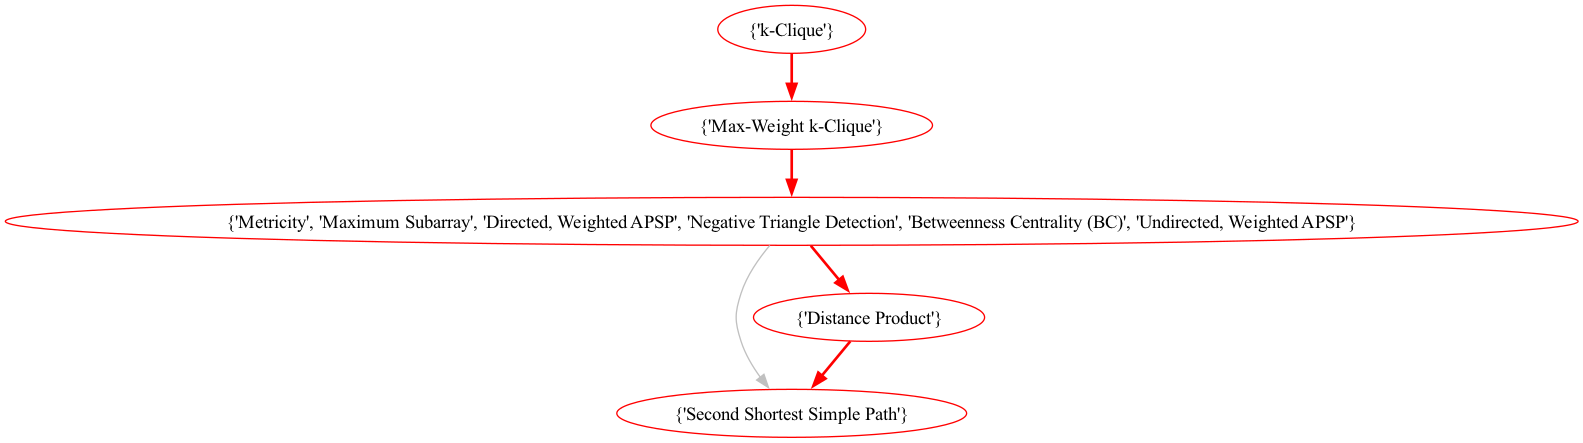 {'k-Clique'}
{'Max-Weight k-Clique'}
{'Metricity', 'Maximum Subarray', 'Directed, Weighted APSP', 'Negative Triangle Detection', 'Betweenness Centrality (BC)', 'Undirected, Weighted APSP'}
{'Distance Product'}
{'Second Shortest Simple Path'}